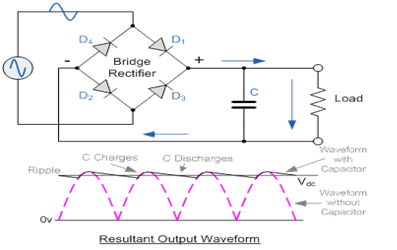 D4
D1
Bridge
Rectifier
-
+
D2
D3
C
Load
C Charges
C Discharges
Waveform
with
Capacitor
Ripple
Vdc
Waveform
without
Capacitor
0v
Resultant Output Waveform